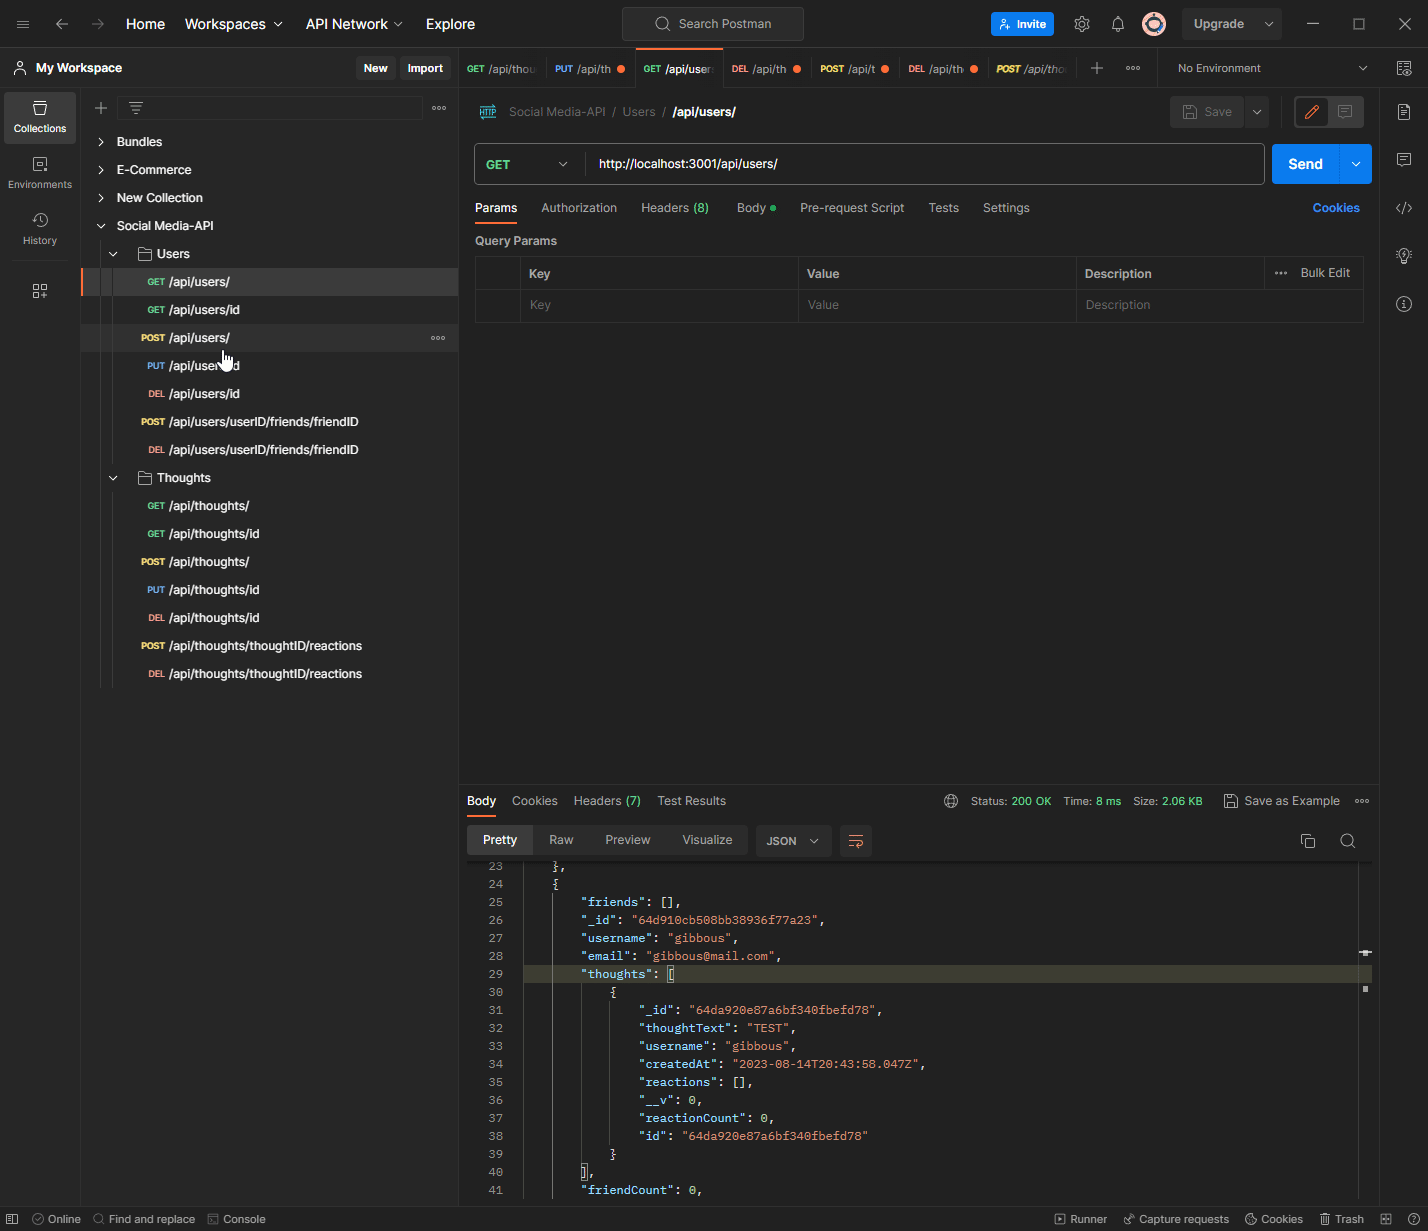 Home Workspaces API Network Explore Search Postman Invite Upgrade
My Workspace New Import GET /api/thou PUT /api/th GET /api/user DEL /api/th POST /api/t DEL /api/th POST /api/tho No Environment
Collections
Environments
History
Bundles
E-Commerce
New Collection
Social Media-API
Users
GET /api/users/
GET /api/users/id
POST /api/users/
PUT /api/user d
DEL /api/users/id
POST /api/users/userID/friends/friendID
DEL /api/users/userID/friends/friendID
Thoughts
GET /api/thoughts/
GET /api/thoughts/id
POST /api/thoughts/
PUT /api/thoughts/id
DEL /api/thoughts/id
POST /api/thoughts/thoughtID/reactions
DEL /api/thoughts/thoughtID/reactions
HTTP Social Media-API / Users / /api/users/ Save
GET http://localhost:3001/api/users/ Send
Params Authorization Headers (8) Body Pre-request Script Tests Settings Cookies
Query Params
Key Value Description Bulk Edit
Key Value Description
Body Cookies Headers (7) Test Results Status: 200 OK Time: 8 ms Size: 2.06 KB Save as Example
Pretty Raw Preview Visualize JSON
23 },
24 {
25 "friends": [],
26 "_id": "64d910cb508bb38936f77a23",
27 "username": "gibbous",
28 "email": "gibbous@mail.com",
29 "thoughts": [
30 {
31 "_id": "64da920e87a6bf340fbefd78",
32 "thoughtText": "TEST",
33 "username": "gibbous",
34 "createdAt": "2023-08-14T20:43:58.047Z",
35 "reactions": [],
36 "__v": 0,
37 "reactionCount": 0,
38 "id": "64da920e87a6bf340fbefd78"
39 }
40 ],
41 "friendCount": 0,
Online Find and replace Console Runner Capture requests Cookies Trash